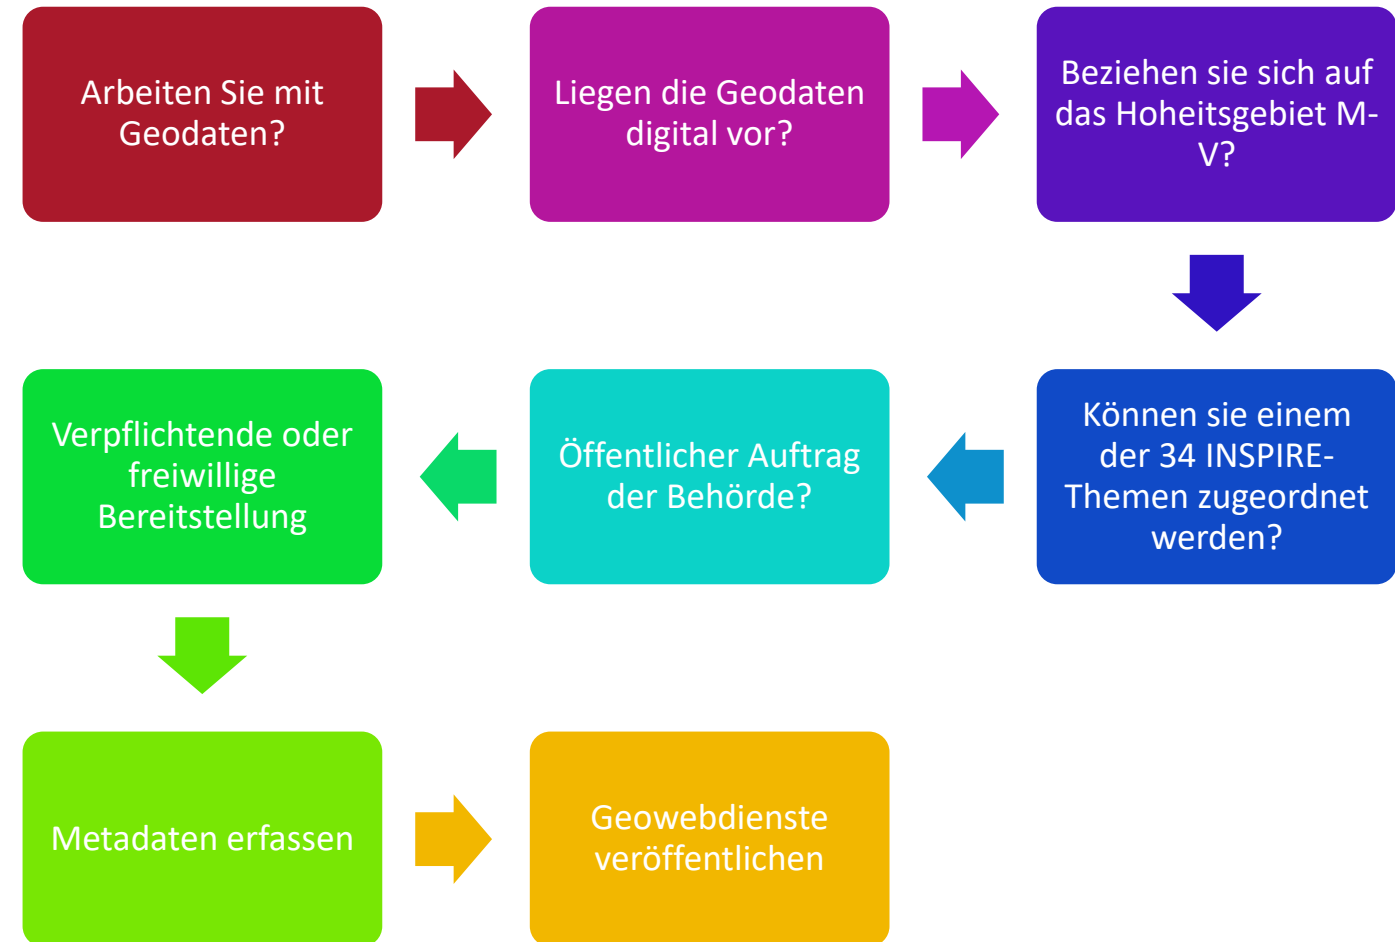 Arbeiten Sie mit
Geodaten?
Liegen die Geodaten
digital vor?
Beziehen sie sich auf
das Hoheitsgebiet M-
V?
Können sie einem
der 34 INSPIRE-
Themen zugeordnet
werden?
Öffentlicher Auftrag
der Behörde?
Verpflichtende oder
freiwillige
Bereitstellung
Metadaten erfassen
Geowebdienste
veröffentlichen